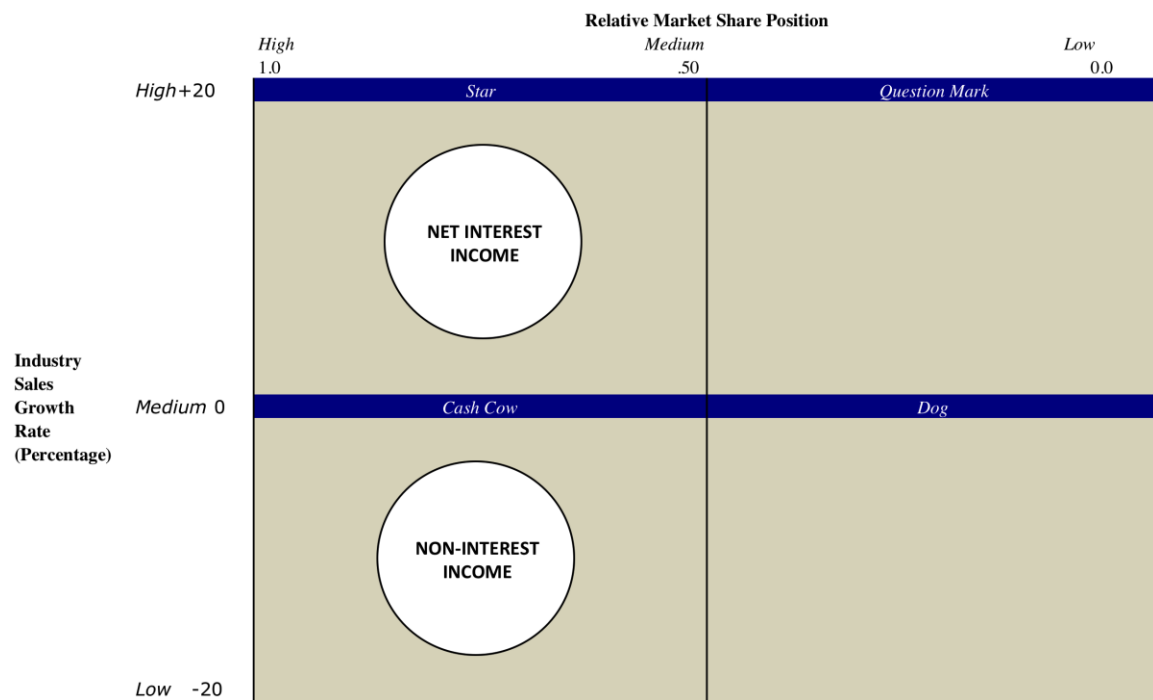 Relative Market Share Position
High Medium Low
1.0 .50 0.0
High+20
Star Question Mark
NET INTEREST
INCOME
Industry
Sales
Growth
Rate
(Percentage)
Medium 0
Cash Cow Dog
NON-INTEREST
INCOME
Low -20